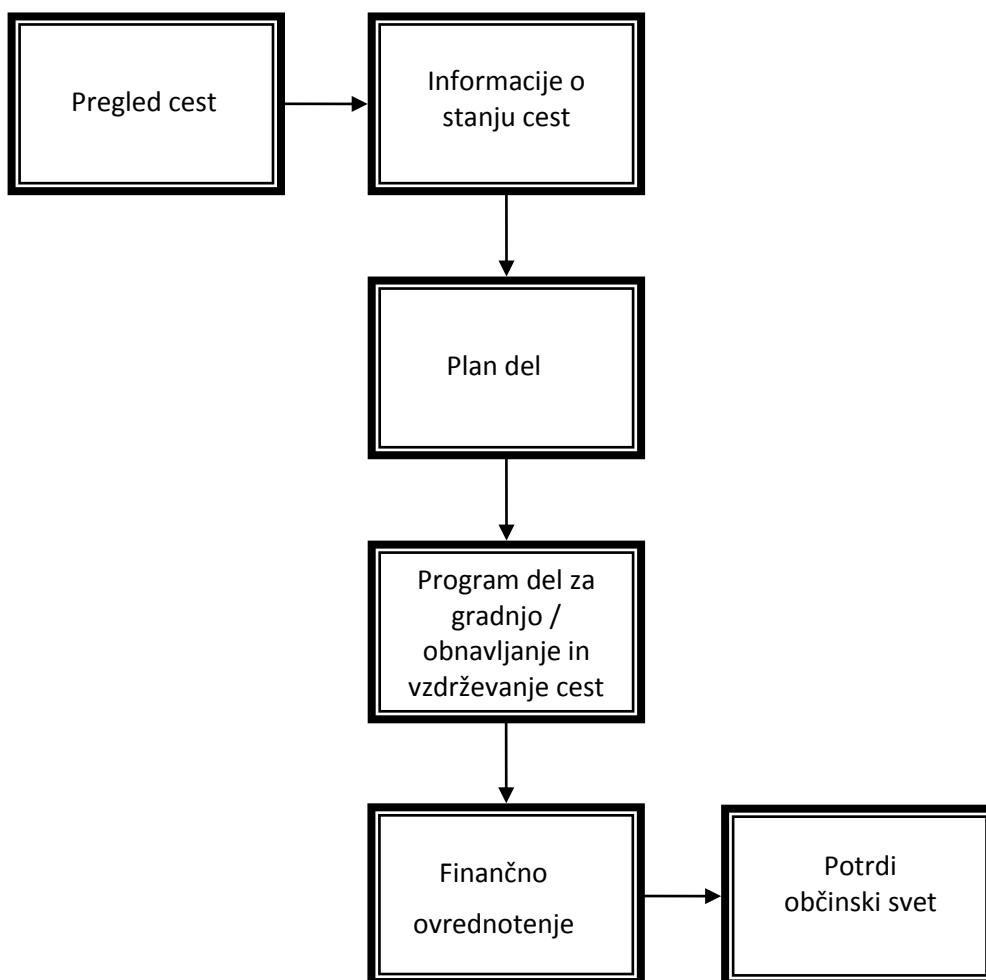 Pregled cest
Informacije o
stanju cest
Plan del
Program del za
gradnjo /
obnavljanje in
vzdrževanje cest
Finančno
ovrednotenje
Potrdi
občinski svet